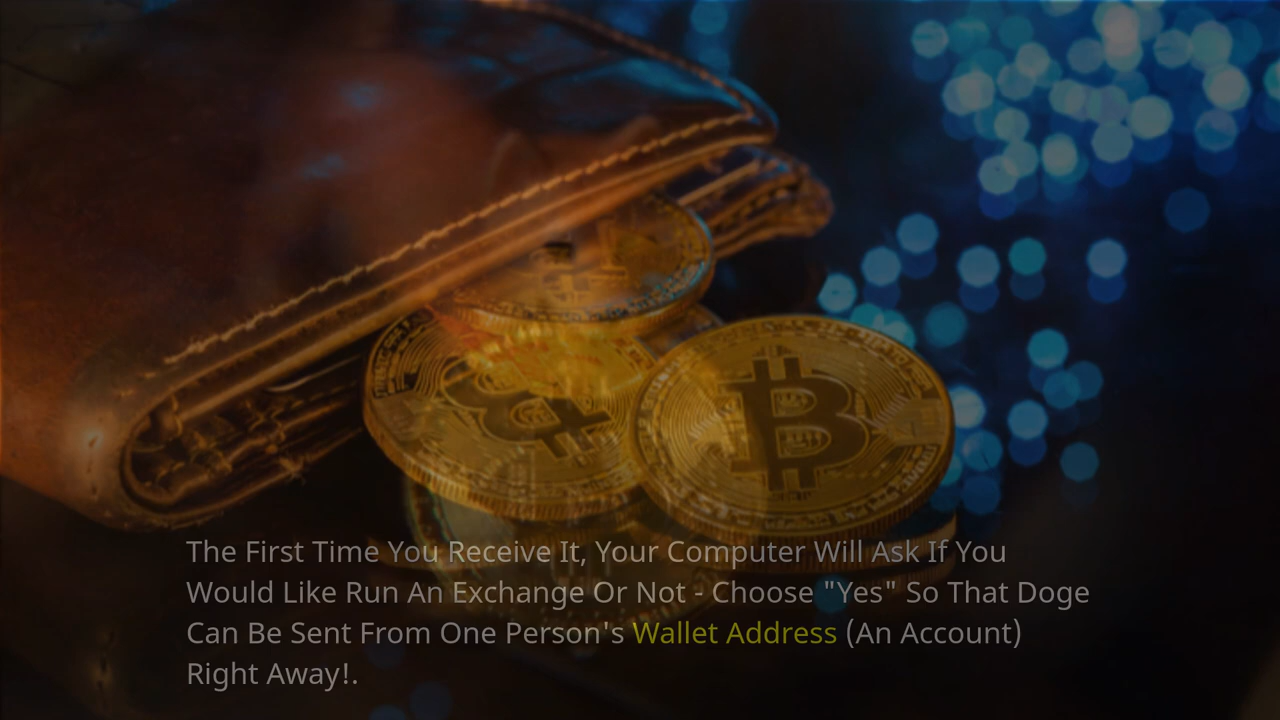 The First Time You Receive It, Your Computer Will Ask If You
Would Like Run An Exchange Or Not - Choose "Yes" So That Doge
Can Be Sent From One Person's Wallet Address (An Account)
Right Away!.